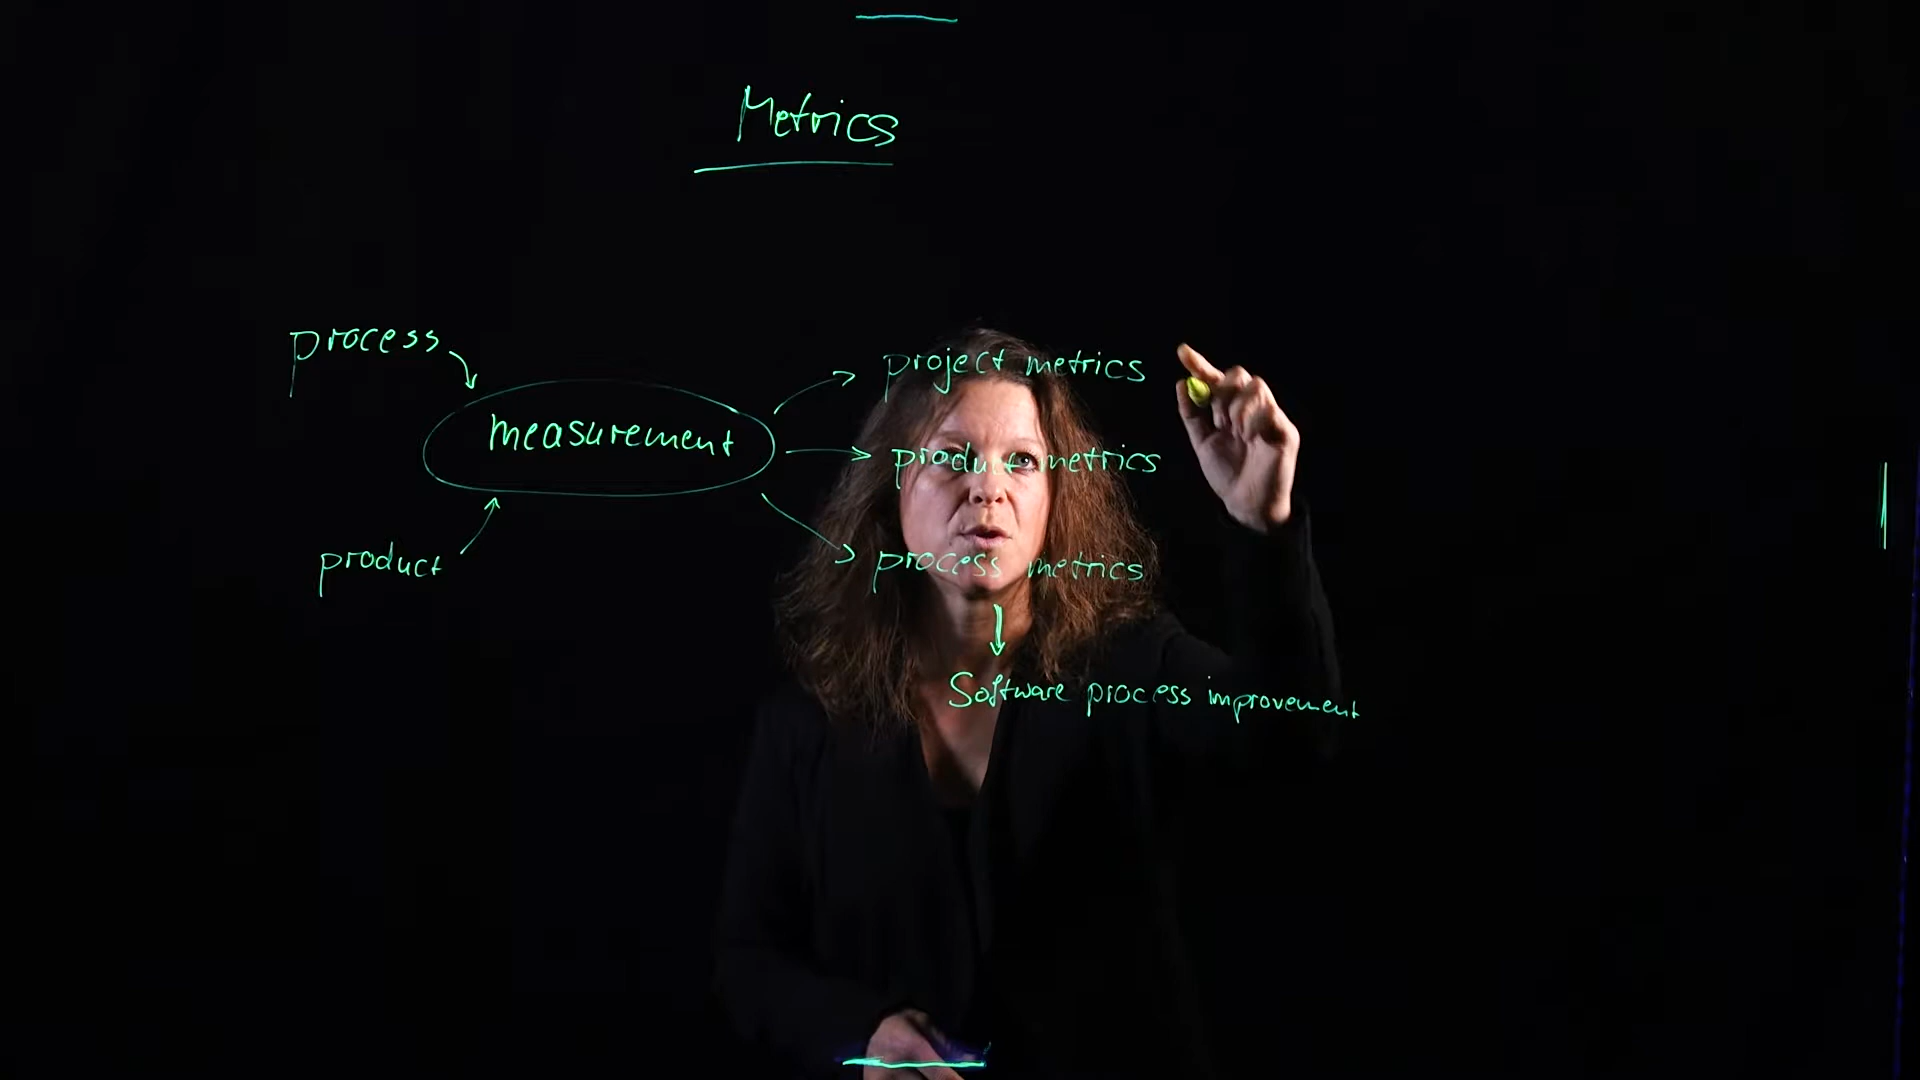 Metrics
process
measurement
product
project metrics
product metrics
process metrics
Software process improvement